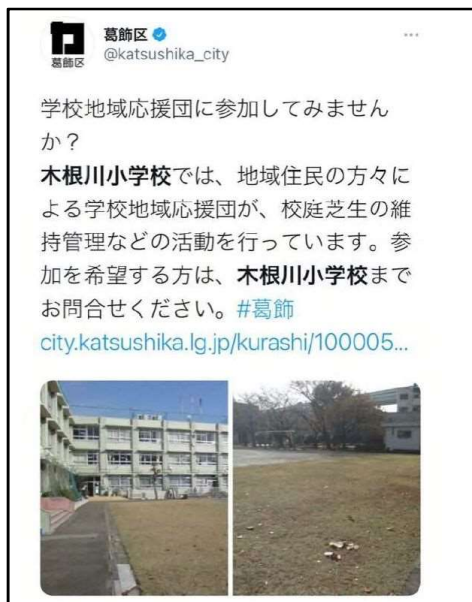 葛飾区
葛飾区
@katsushika_city
学校地域応援団に参加してみません
か？
木根川小学校では、地域住民の方々に
よる学校地域応援団が、校庭芝生の維
持管理などの活動を行っています。参
加を希望する方は、木根川小学校まで
お問合せください。#葛飾
city.katsushika.lg.jp/kurashi/100005...